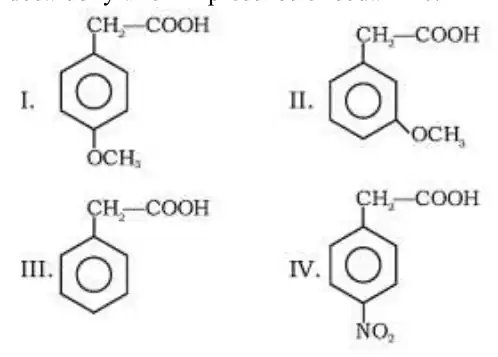 CH₂—COOH
CH₂—COOH
I.
II.
OCH₃
OCH₃
CH₂—COOH
CH₂—COOH
III.
IV.
NO₂